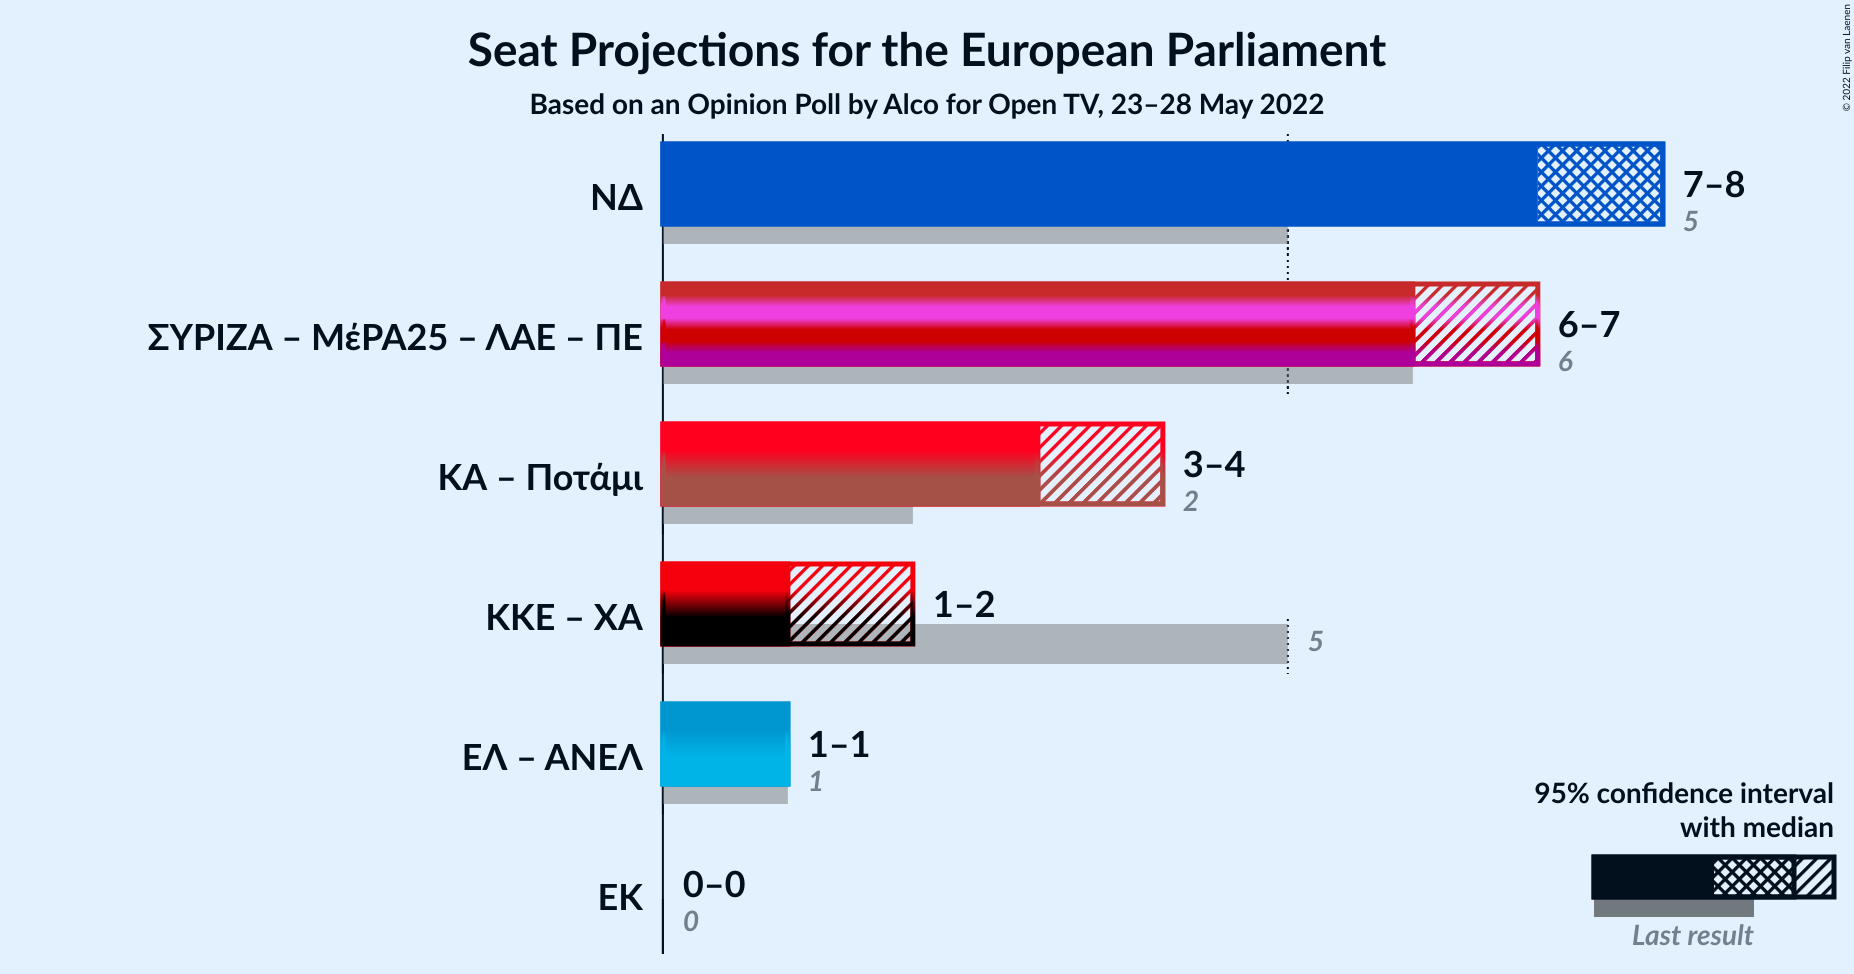 Seat Projections for the European Parliament
Based on an Opinion Poll by Alco for Open TV, 23–28 May 2022
© 2022 Filip van Laenen
ΝΔ
7–8
5
ΣΥΡΙΖΑ – ΜέΡΑ25 – ΛΑΕ – ΠΕ
6–7
6
ΚΑ – Ποτάμι
3–4
2
ΚΚΕ – ΧΑ
1–2
5
ΕΛ – ΑΝΕΛ
1–1
1
ΕΚ
0–0
0
95% confidence interval
with median
Last result